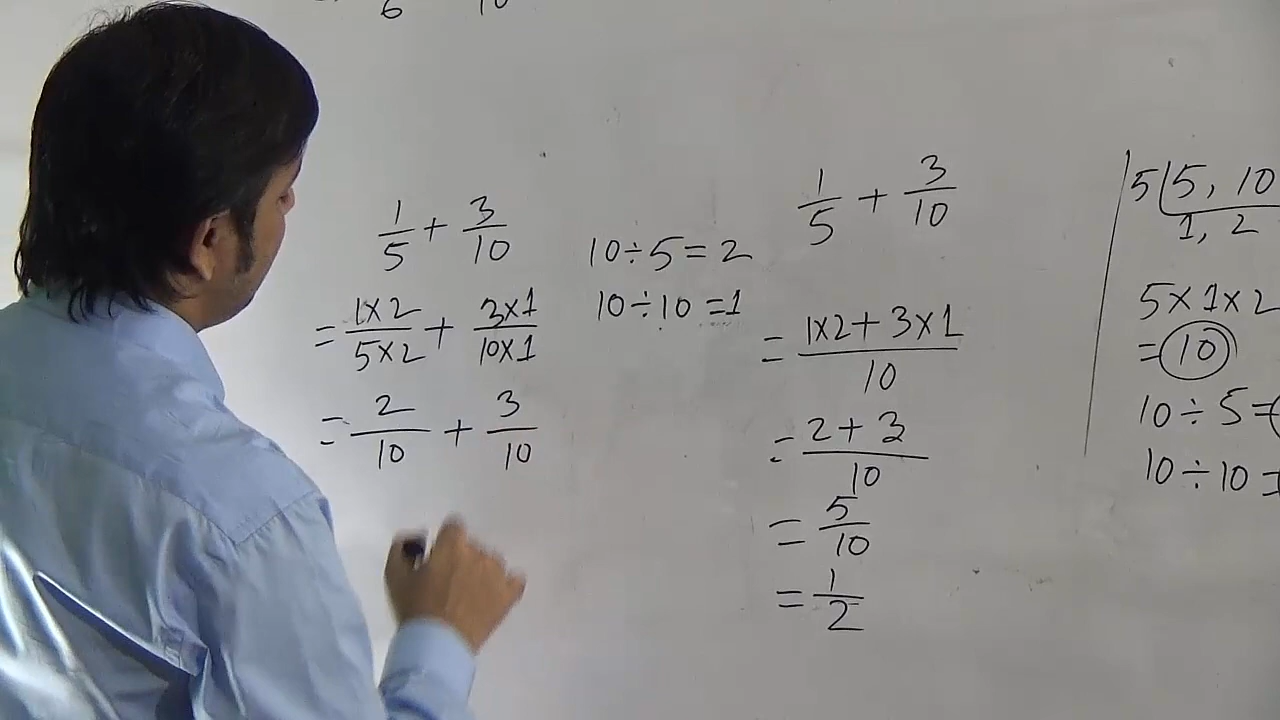 6 10
1/5 + 3/10
= 1×2/5×2 + 3×1/10×1
= 2/10 + 3/10
10÷5=2
10÷10=1
1/5 + 3/10
= 1×2+3×1/10
= 2+3/10
= 5/10
= 1/2
5 5, 10
1, 2
5×1×2
= 10
10÷5=
10÷10=